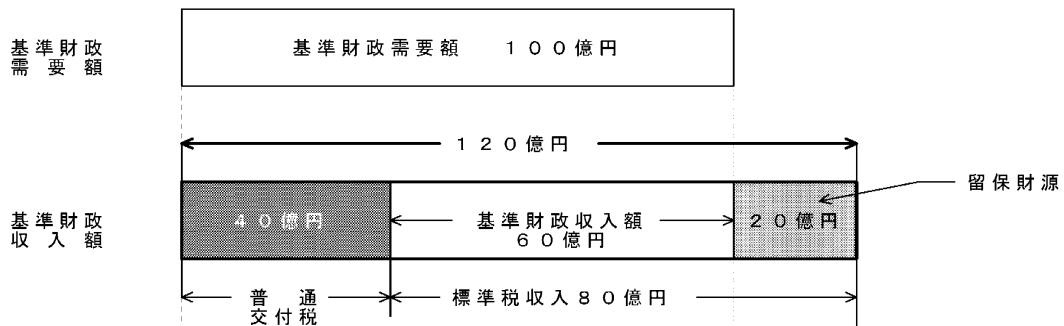 基準財政
需要額
基準財政需要額 100億円
120億円
留保財源
基準財政
収入額
40億円
基準財政収入額
60億円
20億円
普通
交付税
標準税収入80億円